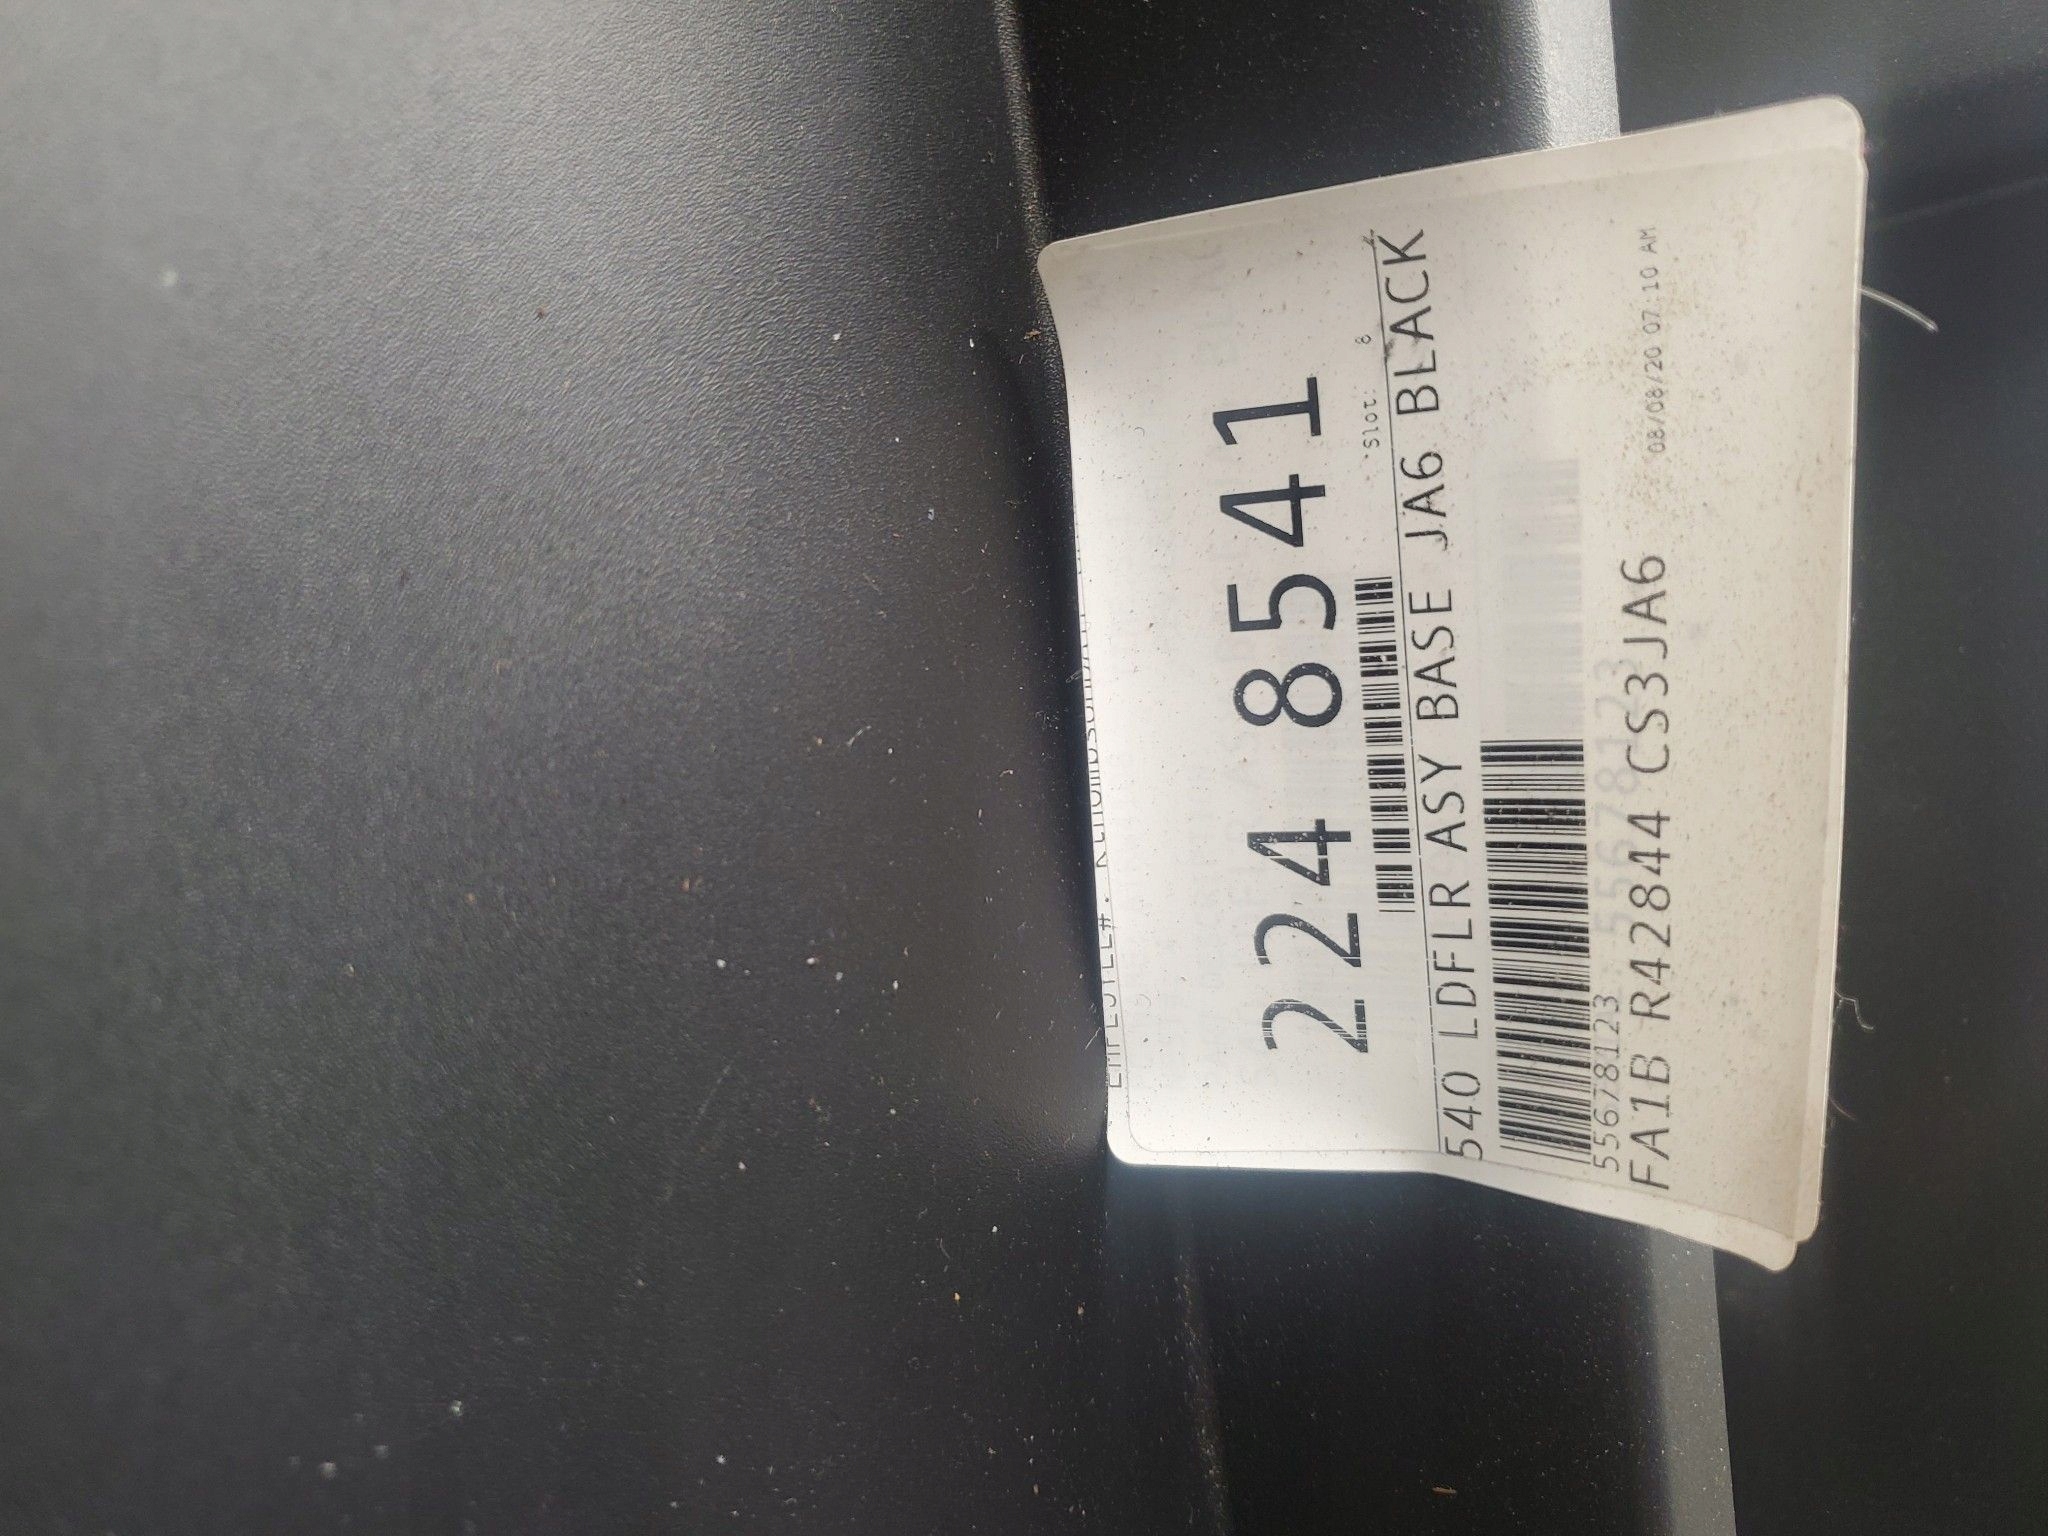 224 8541
Slot: 8
540 LDFLR ASY BASE JA6 BLACK
556781123
FA1B R42844 CS3JA6
08/08/20 07:10 AM